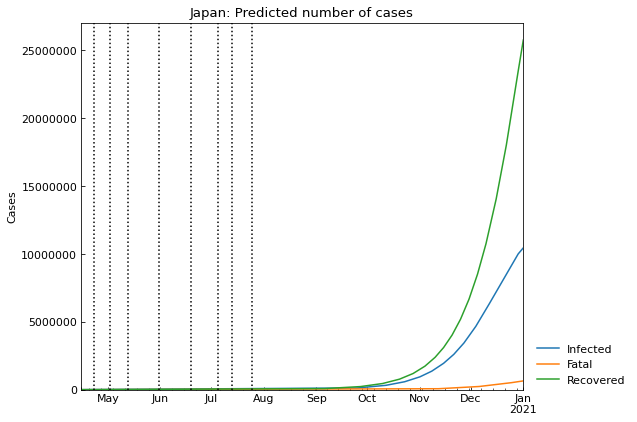 Japan: Predicted number of cases
Cases
25000000
20000000
15000000
10000000
5000000
0
May Jun Jul Aug Sep Oct Nov Dec Jan
2021
Infected
Fatal
Recovered